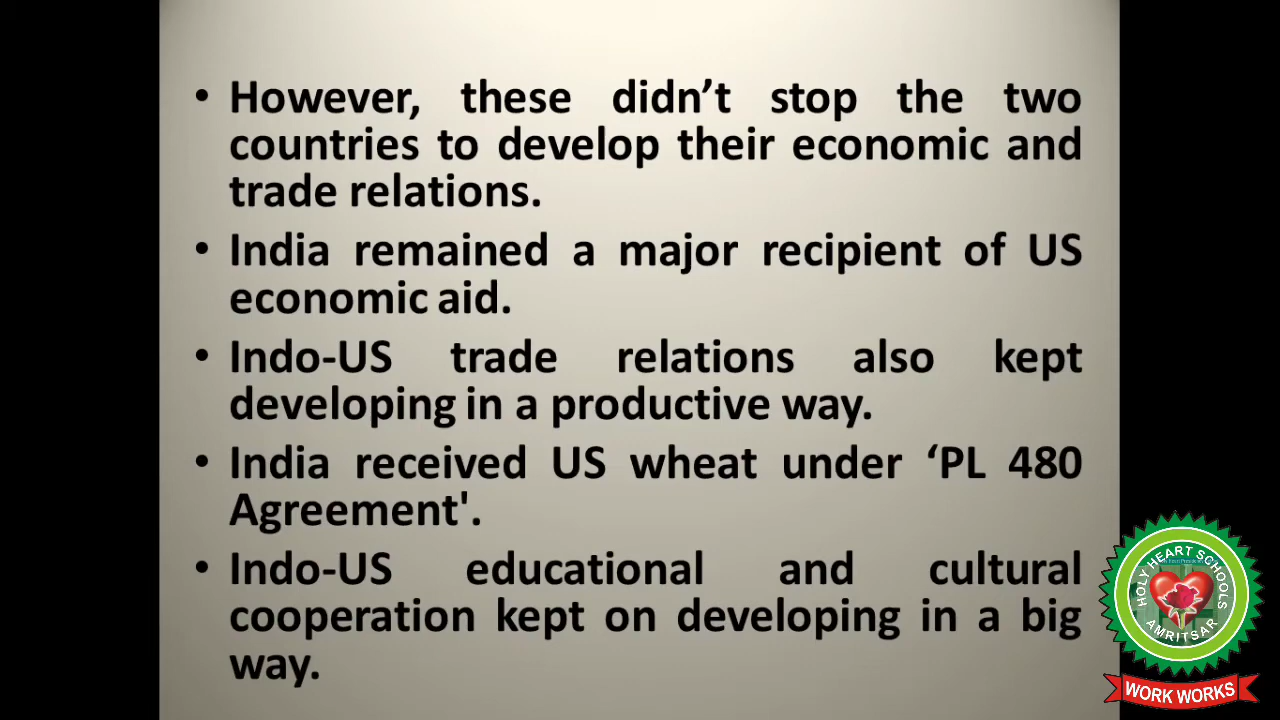 • However, these didn’t stop the two
countries to develop their economic and
trade relations.
• India remained a major recipient of US
economic aid.
• Indo-US trade relations also kept
developing in a productive way.
• India received US wheat under ‘PL 480
Agreement'.
• Indo-US educational and cultural
cooperation kept on developing in a big
way.
HOLY HEART SCHOOLS
AMRITSAR
WORK WORKS